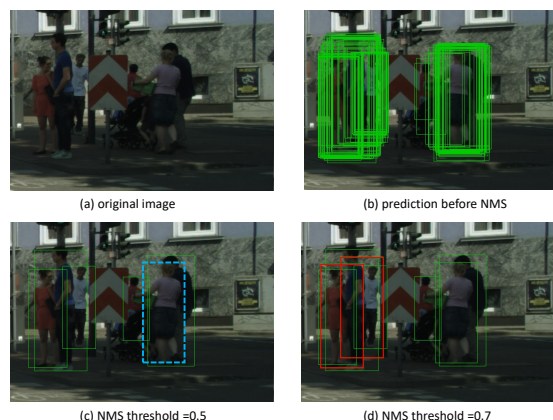 (a) original image
(b) prediction before NMS
(c) NMS threshold =0.5
(d) NMS threshold =0.7